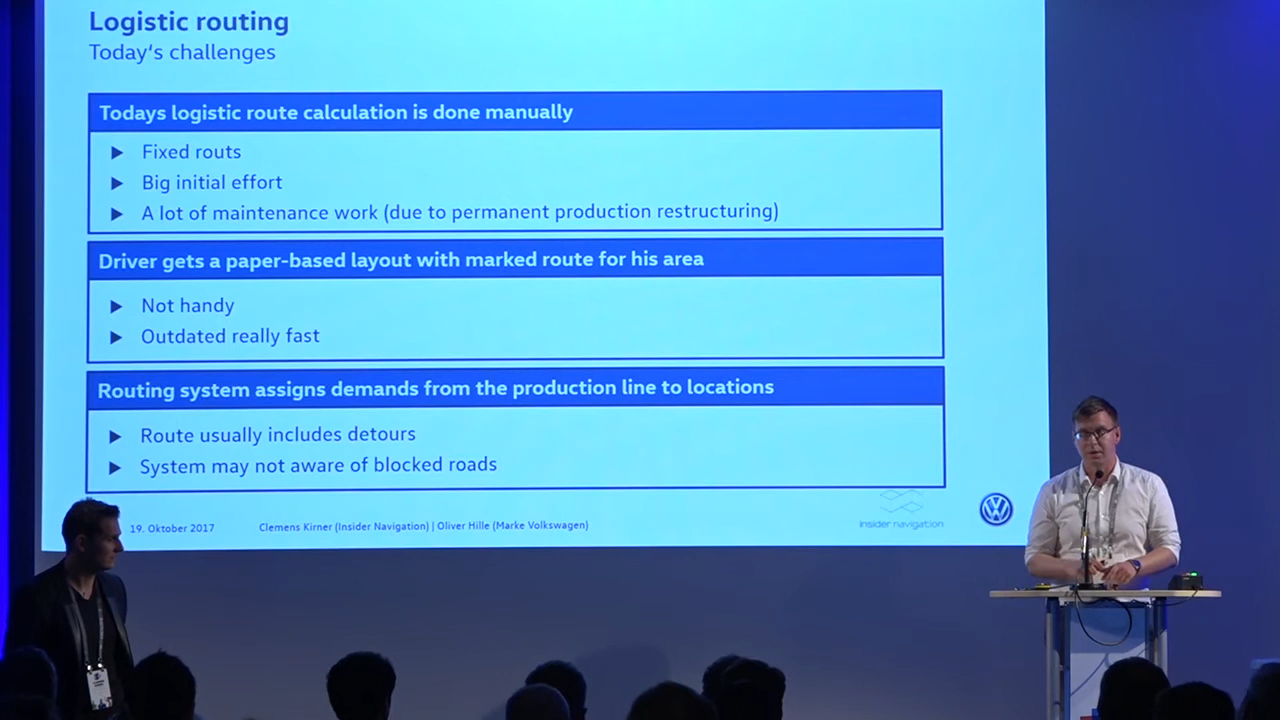 Logistic routing
Today's challenges
Todays logistic route calculation is done manually
Fixed routs
Big initial effort
A lot of maintenance work (due to permanent production restructuring)
Driver gets a paper-based layout with marked route for his area
Not handy
Outdated really fast
Routing system assigns demands from the production line to locations
Route usually includes detours
System may not aware of blocked roads
19. Oktober 2017
Clemens Kirner (Insider Navigation) | Oliver Hille (Marke Volkswagen)
insider navigation